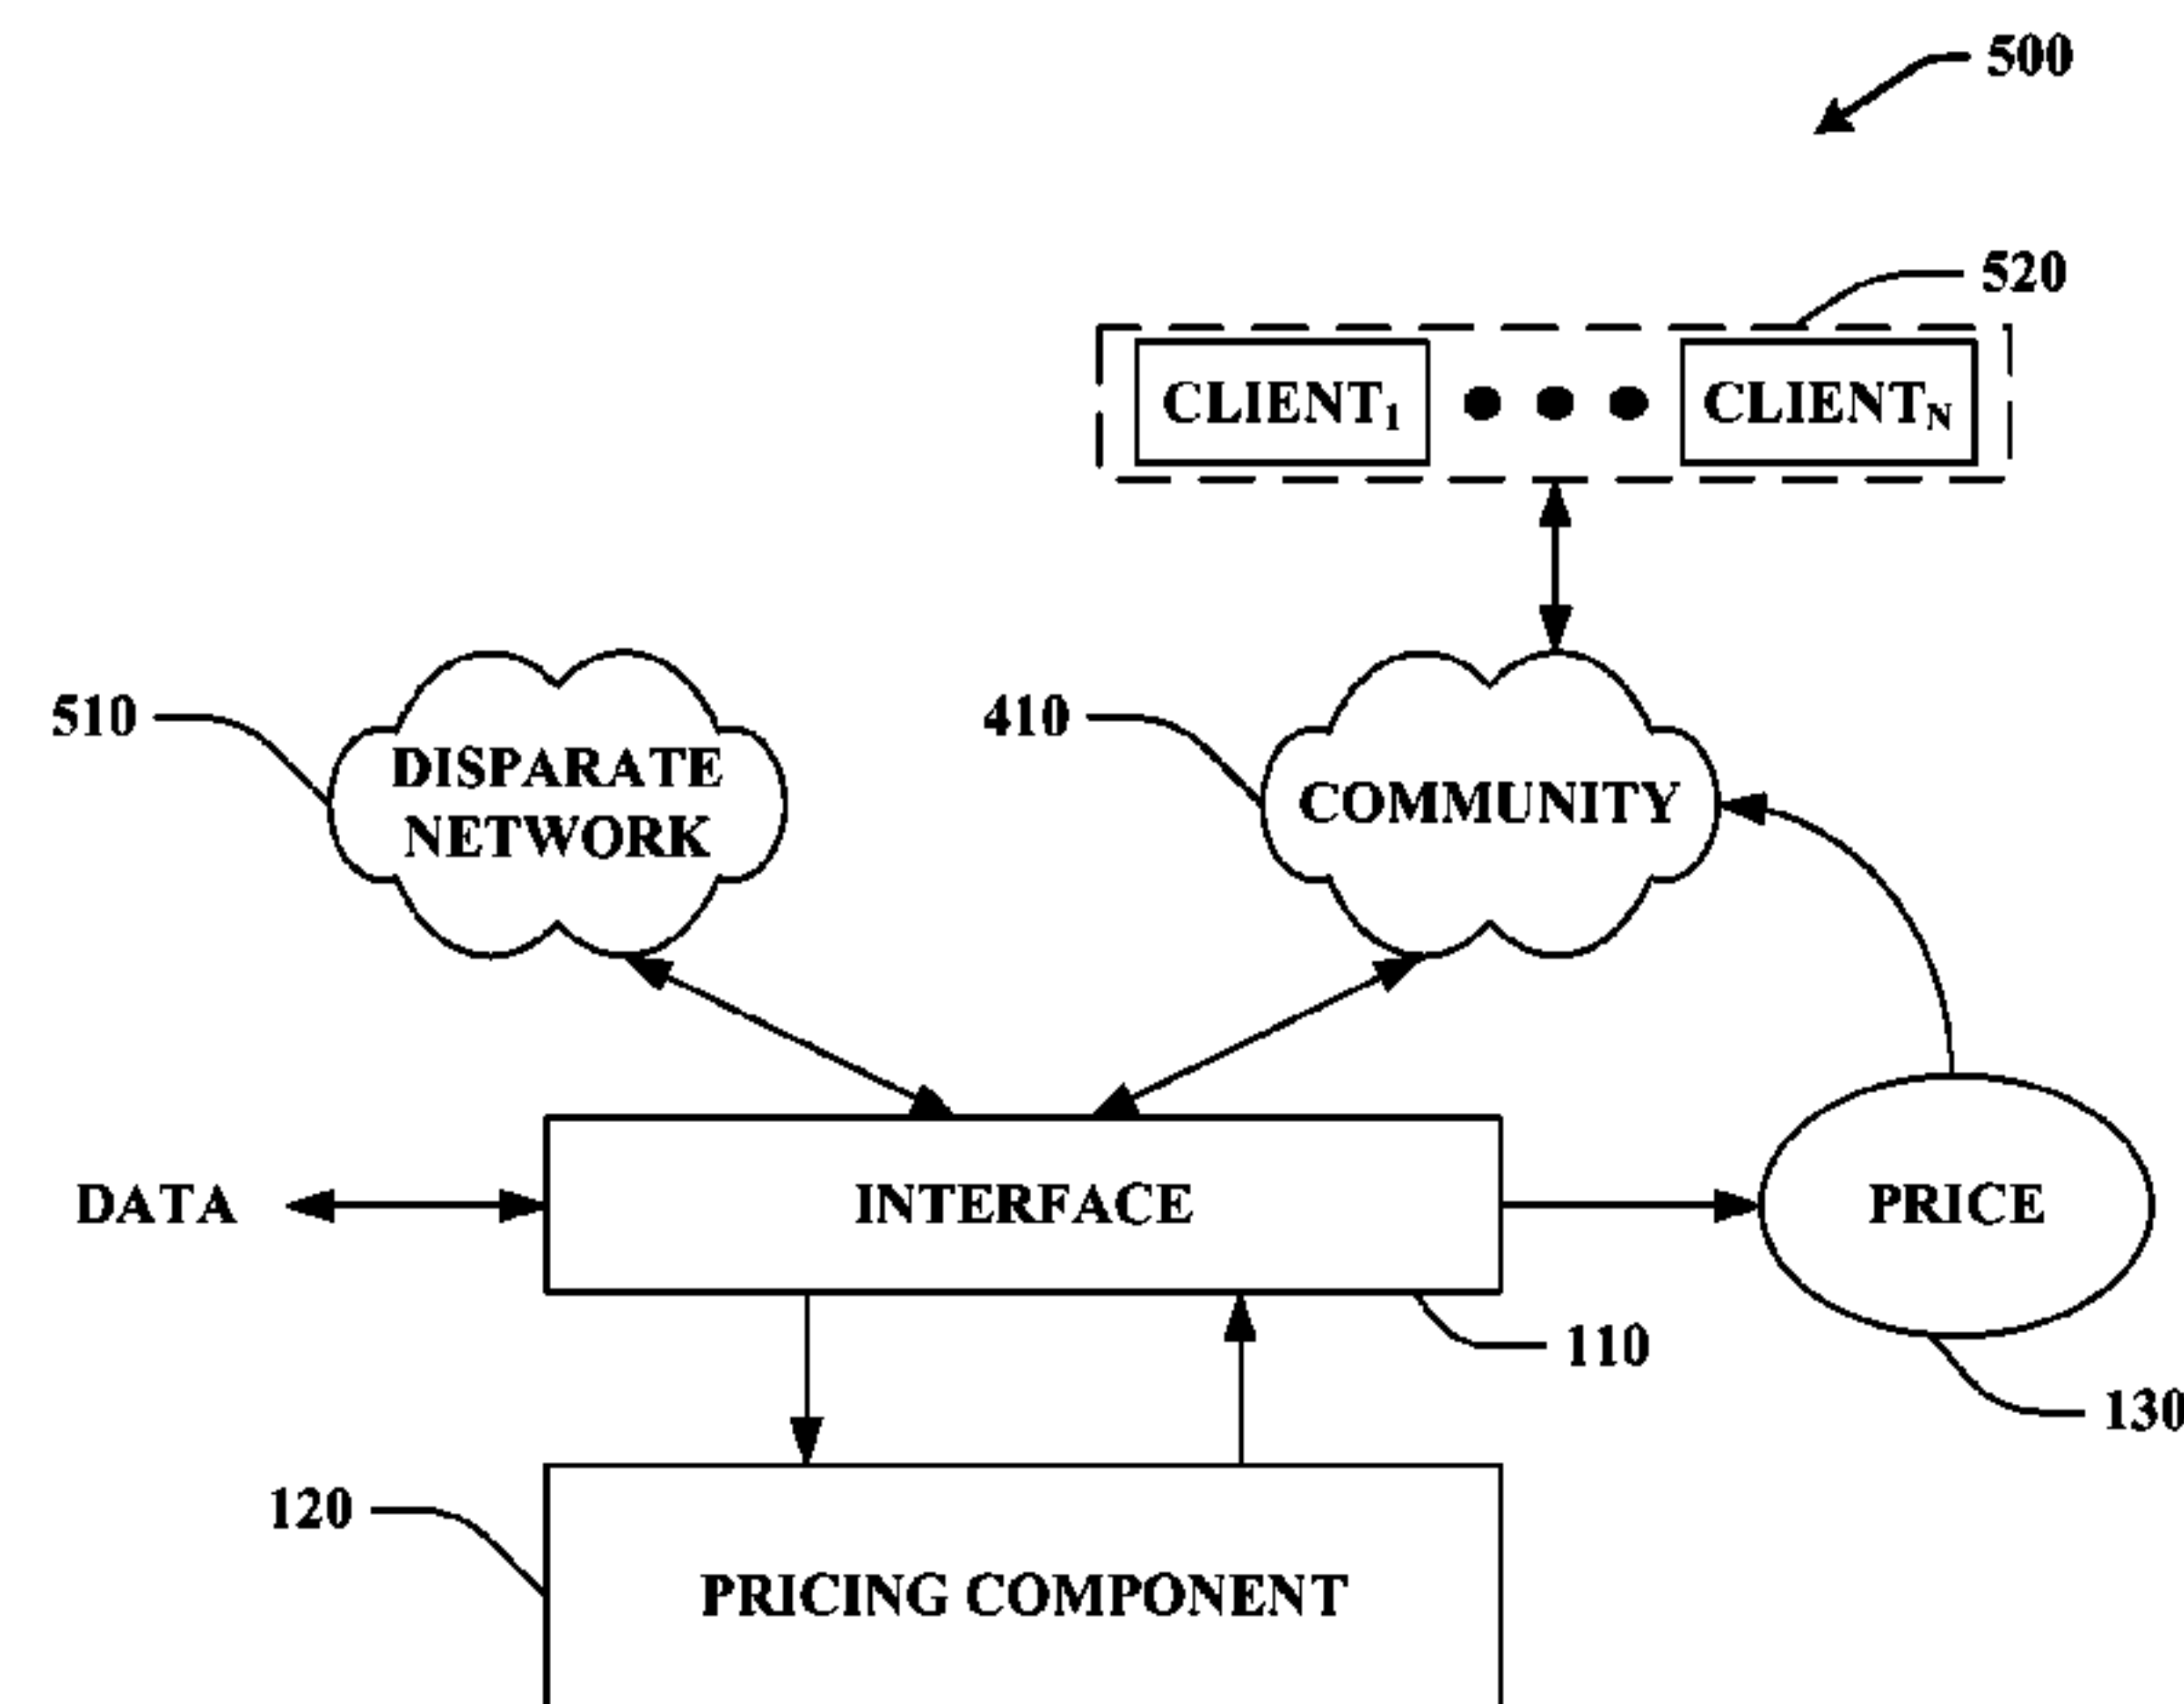 500
520
CLIENT1 ● ● ● CLIENTN
510
410
DISPARATE
NETWORK
COMMUNITY
DATA
INTERFACE
PRICE
110
130
120
PRICING COMPONENT